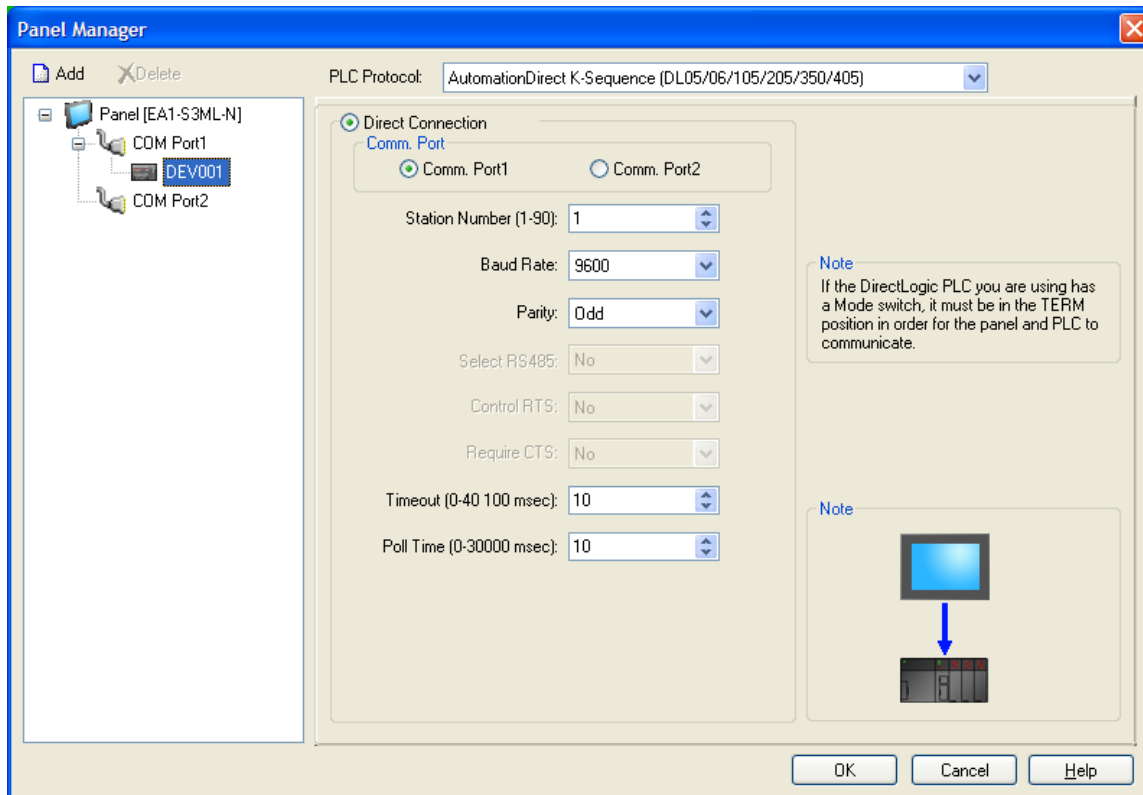 Panel Manager
Add
Delete
PLC Protocol:
AutomationDirect K-Sequence (DL05/06/105/205/350/405)
Panel [EA1-S3ML-N]
COM Port1
DEV001
COM Port2
Direct Connection
Comm. Port
Comm. Port1
Comm. Port2
Station Number (1-90):
1
Baud Rate:
9600
Parity:
Odd
Select RS485:
No
Control RTS:
No
Require CTS:
No
Timeout (0-40 100 msec):
10
Poll Time (0-30000 msec):
10
Note
If the DirectLogic PLC you are using has
a Mode switch, it must be in the TERM
position in order for the panel and PLC to
communicate.
Note
OK
Cancel
Help